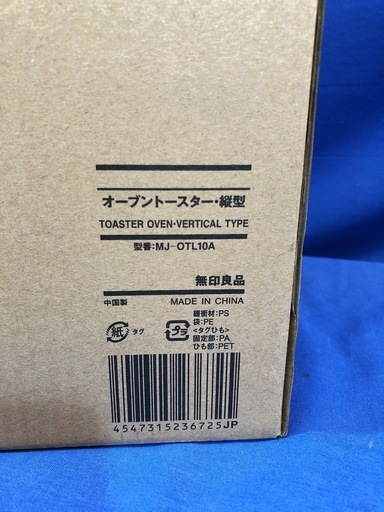 オーブントースター・縦型
TOASTER OVEN・VERTICAL TYPE
型番:MJ-OTL10A
無印良品
中国製 MADE IN CHINA
紙 タグ プラ
緩衝材:PS
袋:PE
<タグひも>
固定部:PA
ひも部:PET
4547315236725JP